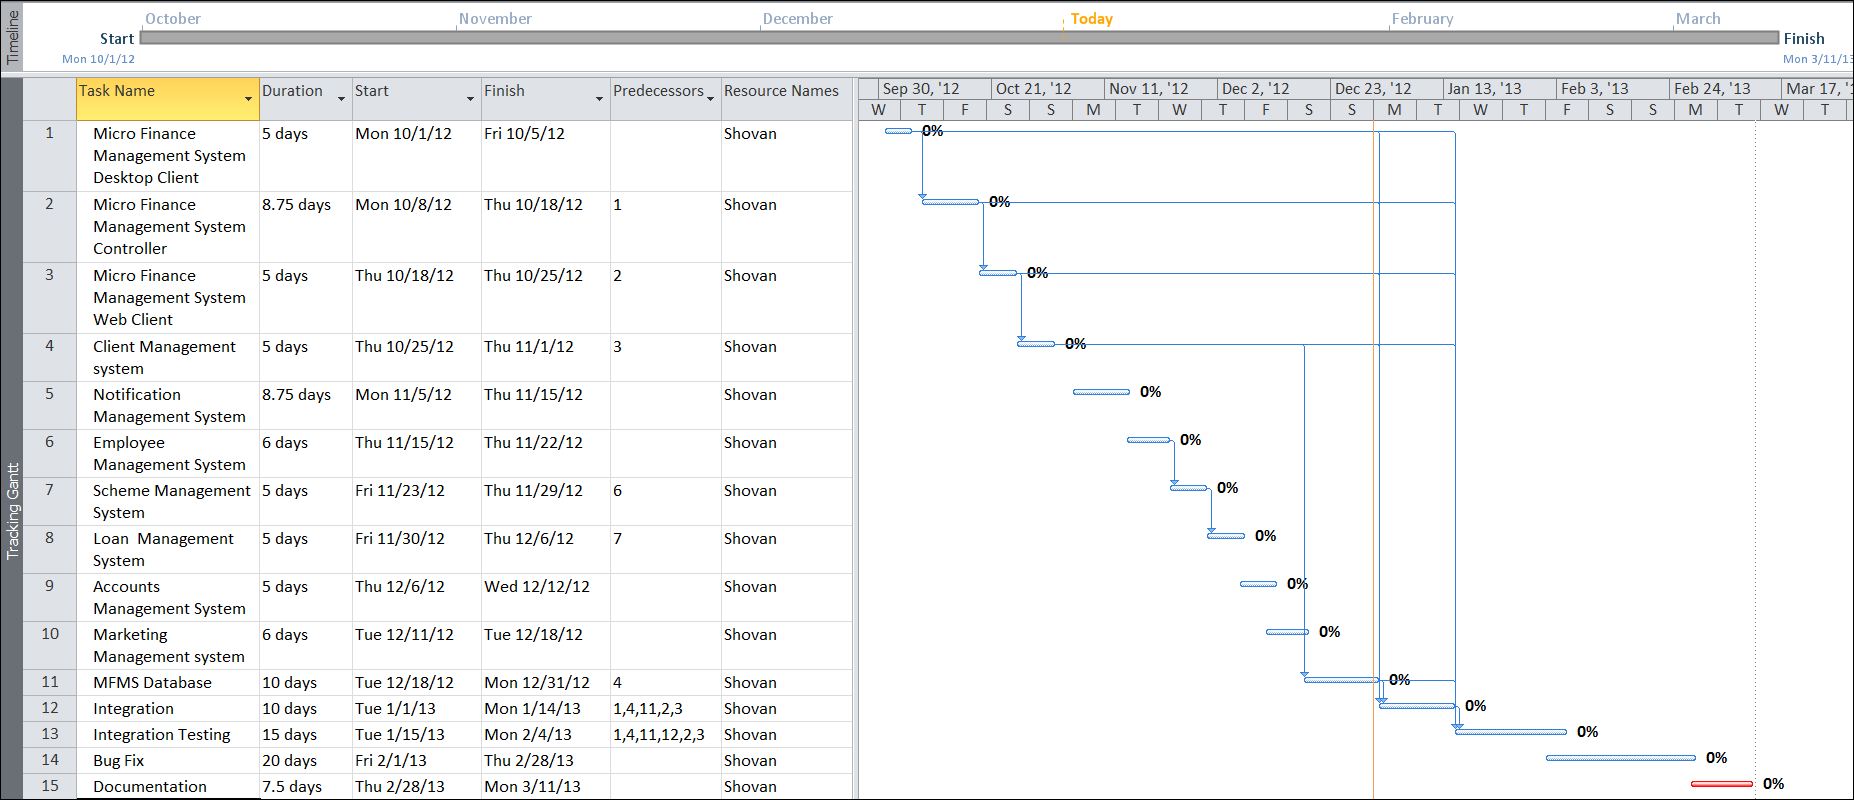 Timeline
October November December Today February March
Start Finish
Mon 10/1/12 Mon 3/11/13
Tracking Gantt
Task Name Duration Start Finish Predecessors Resource Names
Sep 30, '12 Oct 21, '12 Nov 11, '12 Dec 2, '12 Dec 23, '12 Jan 13, '13 Feb 3, '13 Feb 24, '13 Mar 17, '1
W T F S S M T W T F S S M T W T F S S M W T
1 Micro Finance 5 days Mon 10/1/12 Fri 10/5/12 Shovan 0%
Management System
Desktop Client
2 Micro Finance 8.75 days Mon 10/8/12 Thu 10/18/12 1 Shovan 0%
Management System
Controller
3 Micro Finance 5 days Thu 10/18/12 Thu 10/25/12 2 Shovan 0%
Management System
Web Client
4 Client Management 5 days Thu 10/25/12 Thu 11/1/12 3 Shovan 0%
system
5 Notification 8.75 days Mon 11/5/12 Thu 11/15/12 Shovan 0%
Management System
6 Employee 6 days Thu 11/15/12 Thu 11/22/12 Shovan 0%
Management System
7 Scheme Management 5 days Fri 11/23/12 Thu 11/29/12 6 Shovan 0%
System
8 Loan Management 5 days Fri 11/30/12 Thu 12/6/12 7 Shovan 0%
System
9 Accounts 5 days Thu 12/6/12 Wed 12/12/12 Shovan 0%
Management System
10 Marketing 6 days Tue 12/11/12 Tue 12/18/12 Shovan 0%
Management system
11 MFMS Database 10 days Tue 12/18/12 Mon 12/31/12 4 Shovan 0%
12 Integration 10 days Tue 1/1/13 Mon 1/14/13 1,4,11,2,3 Shovan 0%
13 Integration Testing 15 days Tue 1/15/13 Mon 2/4/13 1,4,11,12,2,3 Shovan 0%
14 Bug Fix 20 days Fri 2/1/13 Thu 2/28/13 Shovan 0%
15 Documentation 7.5 days Thu 2/28/13 Mon 3/11/13 Shovan 0%